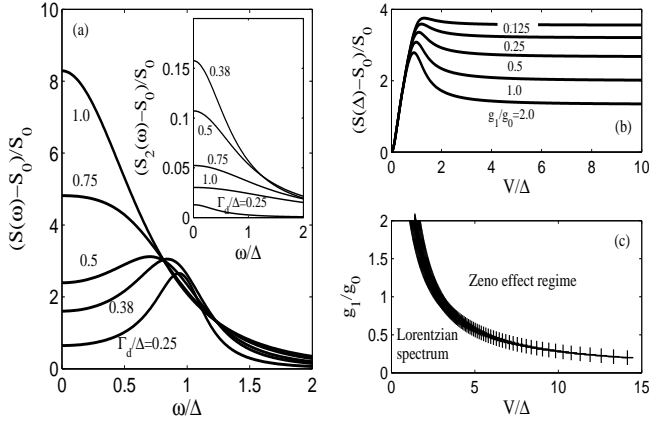 (a)
(S(ω)−S₀)/S₀
10
8
6
4
2
0
1.0
0.75
0.5
0.38
Γd/Δ=0.25
0
0.5
1
1.5
2
ω/Δ
(S₂(ω)−S₀)/S₀
0.15
0.1
0.05
0
0.38
0.5
0.75
1.0
Γd/Δ=0.25
0
1
2
ω/Δ
(S(Δ)−S₀)/S₀
4
2
0
0.125
0.25
0.5
1.0
g₁/g₀=2.0
(b)
0
2
4
6
8
10
V/Δ
g₁/g₀
2
1.5
1
0.5
0
(c)
Zeno effect regime
Lorentzian
spectrum
0
5
10
15
V/Δ